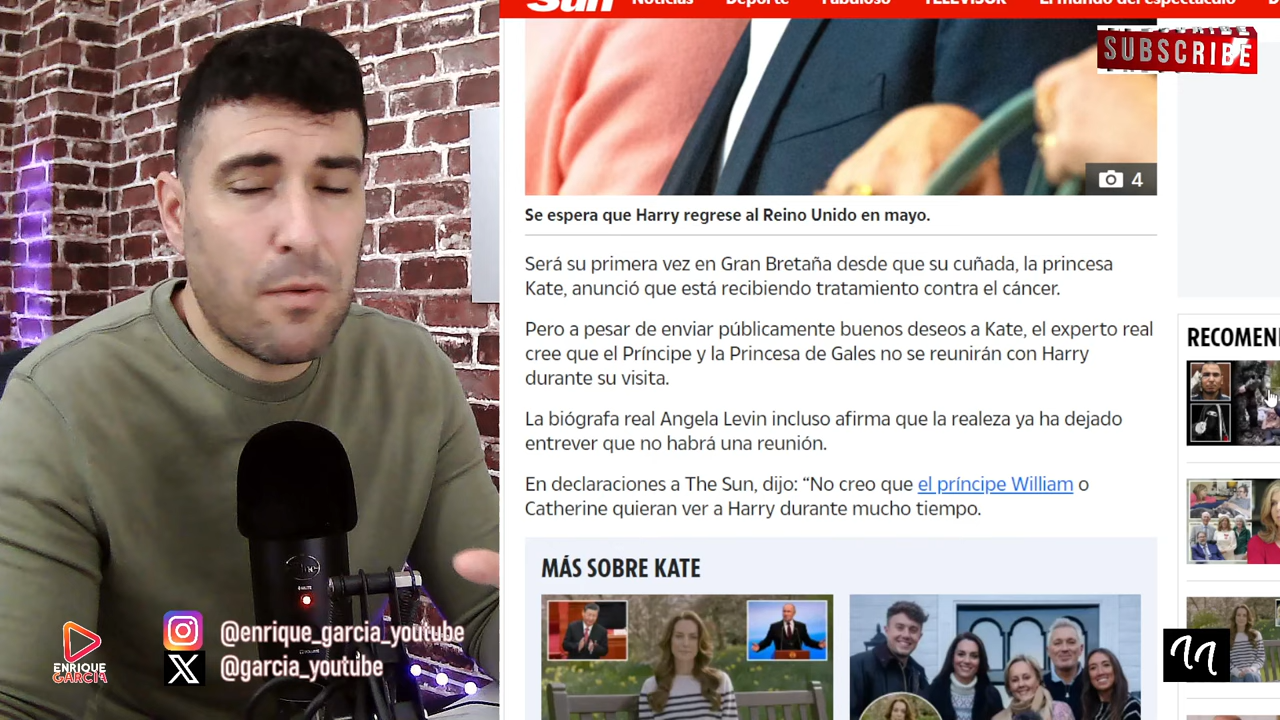 Sun Noticias Deporte Fabuloso TELEVISOR El mundo del espectáculo
SUBSCRIBE
4
Se espera que Harry regrese al Reino Unido en mayo.
Será su primera vez en Gran Bretaña desde que su cuñada, la princesa
Kate, anunció que está recibiendo tratamiento contra el cáncer.
Pero a pesar de enviar públicamente buenos deseos a Kate, el experto real
cree que el Príncipe y la Princesa de Gales no se reunirán con Harry
durante su visita.
La biógrafa real Angela Levin incluso afirma que la realeza ya ha dejado
entrever que no habrá una reunión.
En declaraciones a The Sun, dijo: “No creo que el príncipe William o
Catherine quieran ver a Harry durante mucho tiempo.
MÁS SOBRE KATE
RECOMEN
ENRIQUE
GARCIA
@enrique_garcia_youtube
@garcia_youtube